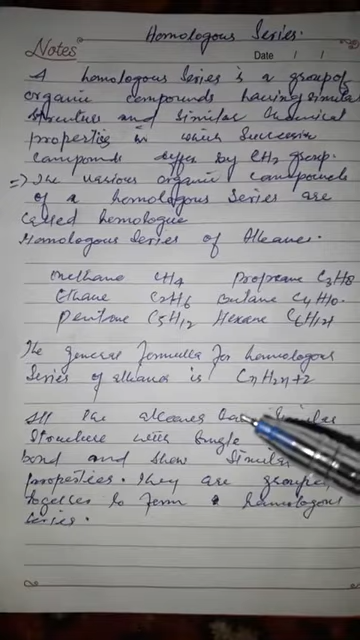 Homologous Series.
Notes
Date / /
A homologous Series is a group of
organic compounds having similar
structure and similar chemical
properties in which Successive
compounds differ by CH2 group.
=> The various organic compounds
of a homologous Series are
called homologue
Homologous Series of Alkanes.
methane CH4 Propane C3H8
Ethane C2H6 butane C4H10
pentane C5H12 Hexane C6H14
The general formula for homologous
Series of alkanes is CnH2n+2
All the alkanes have similar
structure with single
bond and show similar
properties. They are grouped
together to form a homologous
Series.